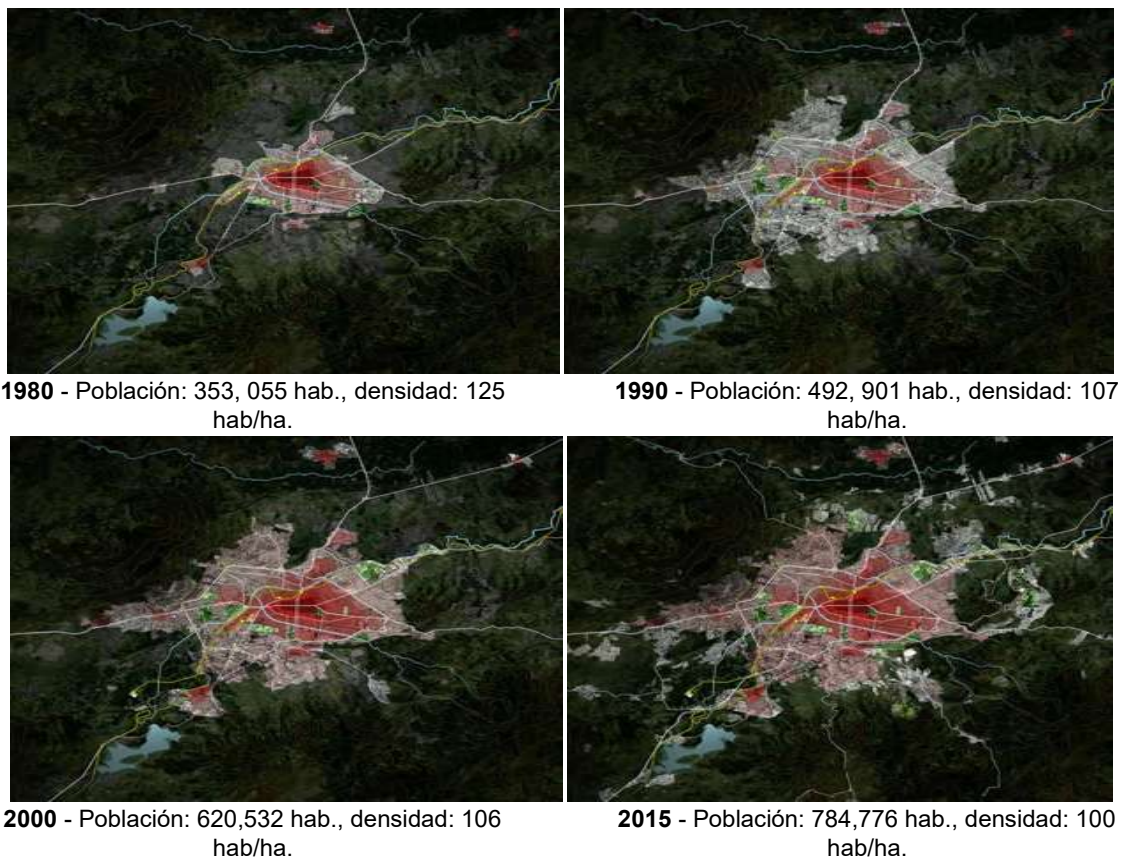 1980 - Población: 353, 055 hab., densidad: 125
hab/ha.
1990 - Población: 492, 901 hab., densidad: 107
hab/ha.
2000 - Población: 620,532 hab., densidad: 106
hab/ha.
2015 - Población: 784,776 hab., densidad: 100
hab/ha.